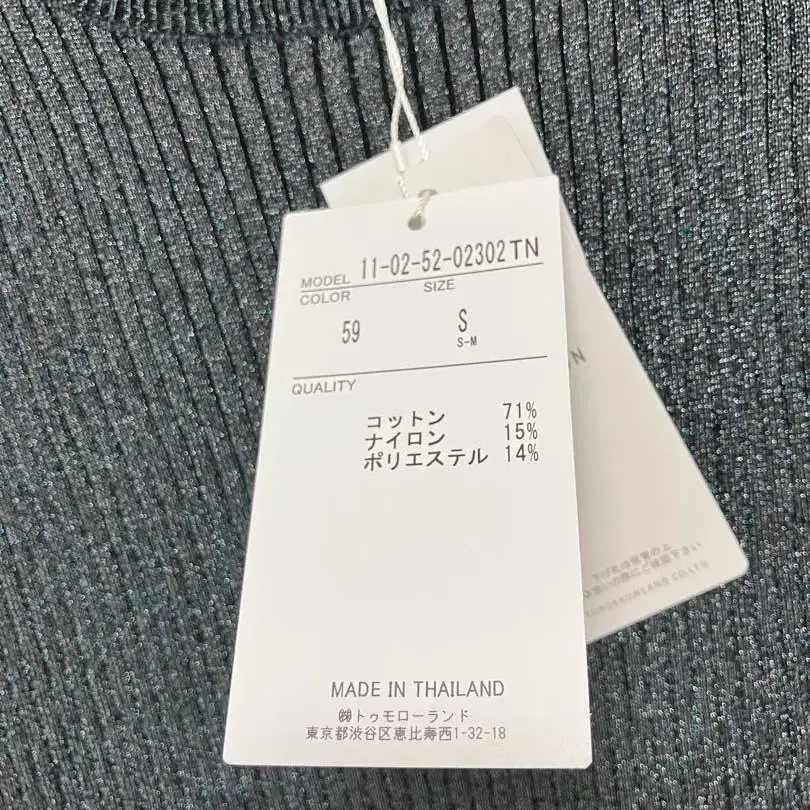 MODEL 11-02-52-02302TN
COLOR SIZE
59 S
S-M
QUALITY
コットン 71%
ナイロン 15%
ポリエステル 14%
MADE IN THAILAND
㈱トゥモローランド
東京都渋谷区恵比寿西1-32-18
ON